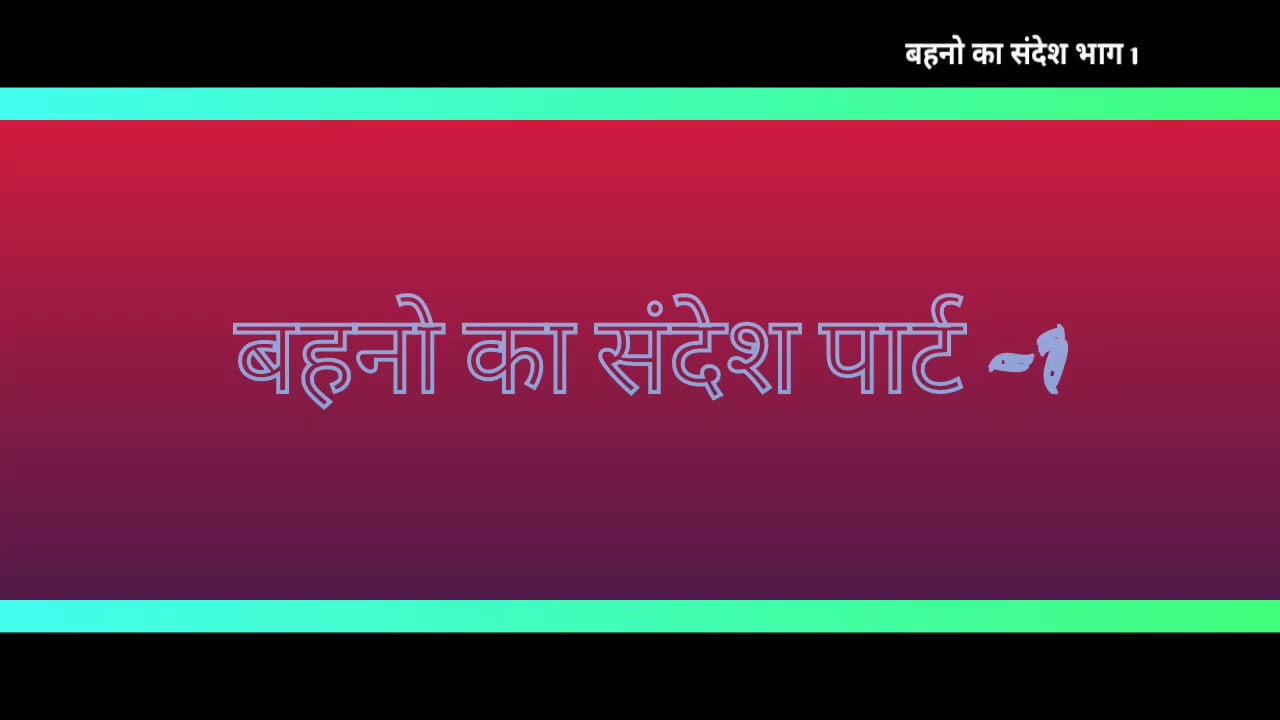 बहनो का संदेश भाग 1
बहनो का संदेश पार्ट -1